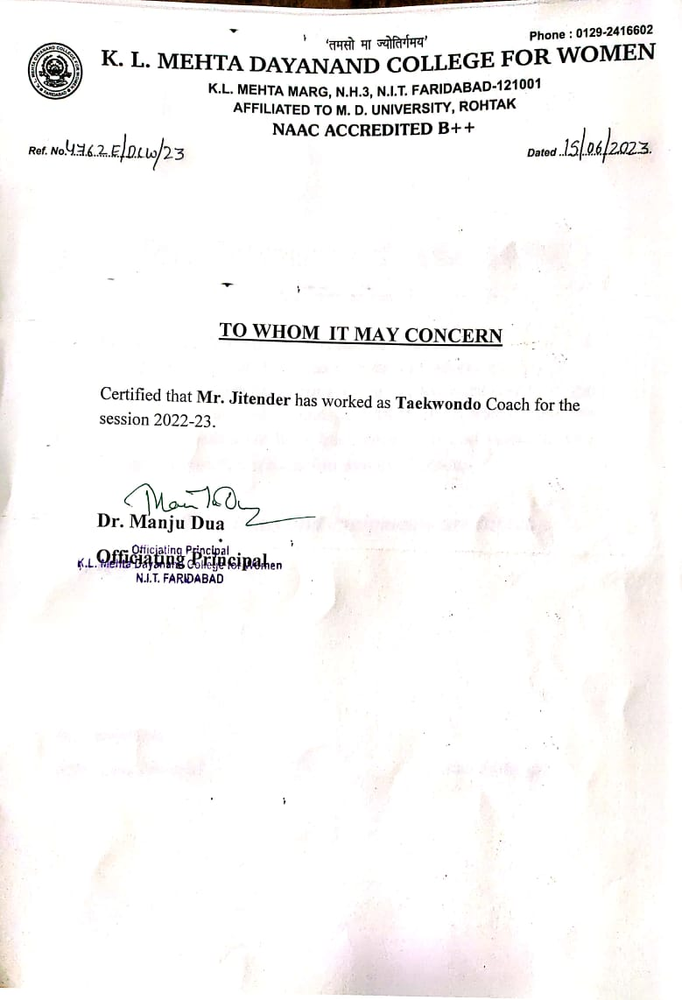 'तमसो मा ज्योतिर्गमय'
Phone : 0129-2416602
K. L. MEHTA DAYANAND COLLEGE FOR WOMEN
K.L. MEHTA MARG, N.H.3, N.I.T. FARIDABAD-121001
AFFILIATED TO M. D. UNIVERSITY, ROHTAK
NAAC ACCREDITED B++
Ref. No. 4762E/DCW/23
Dated 15/06/2023.
TO WHOM IT MAY CONCERN
Certified that Mr. Jitender has worked as Taekwondo Coach for the
session 2022-23.
Dr. Manju Dua
Officiating Principal
Officiating Principal
K.L. Mehta Dayanand College for Women
N.I.T. FARIDABAD